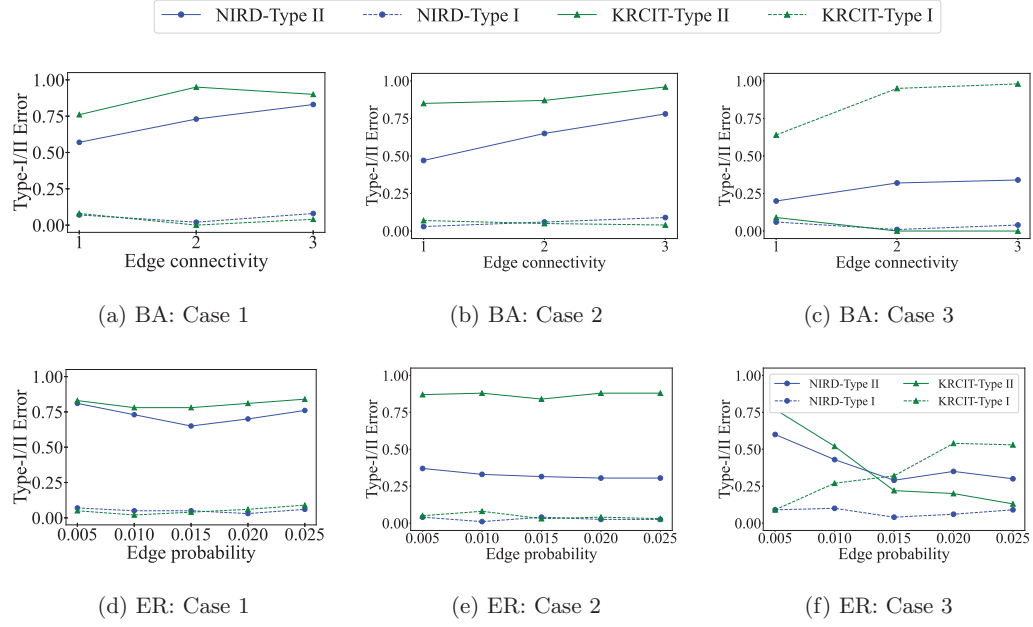 NIRD-Type II NIRD-Type I KRCIT-Type II KRCIT-Type I
Type-I/II Error
1.00
0.75
0.50
0.25
0.00
1 2 3
Edge connectivity
(a) BA: Case 1
Type-I/II Error
1.00
0.75
0.50
0.25
0.00
1 2 3
Edge connectivity
(b) BA: Case 2
Type-I/II Error
1.00
0.75
0.50
0.25
0.00
1 2 3
Edge connectivity
(c) BA: Case 3
Type-I/II Error
1.00
0.75
0.50
0.25
0.00
0.005 0.010 0.015 0.020 0.025
Edge probability
(d) ER: Case 1
Type-I/II Error
1.00
0.75
0.50
0.25
0.00
0.005 0.010 0.015 0.020 0.025
Edge probability
(e) ER: Case 2
Type-I/II Error
1.00
0.75
0.50
0.25
0.00
NIRD-Type II KRCIT-Type II
NIRD-Type I KRCIT-Type I
0.005 0.010 0.015 0.020 0.025
Edge probability
(f) ER: Case 3